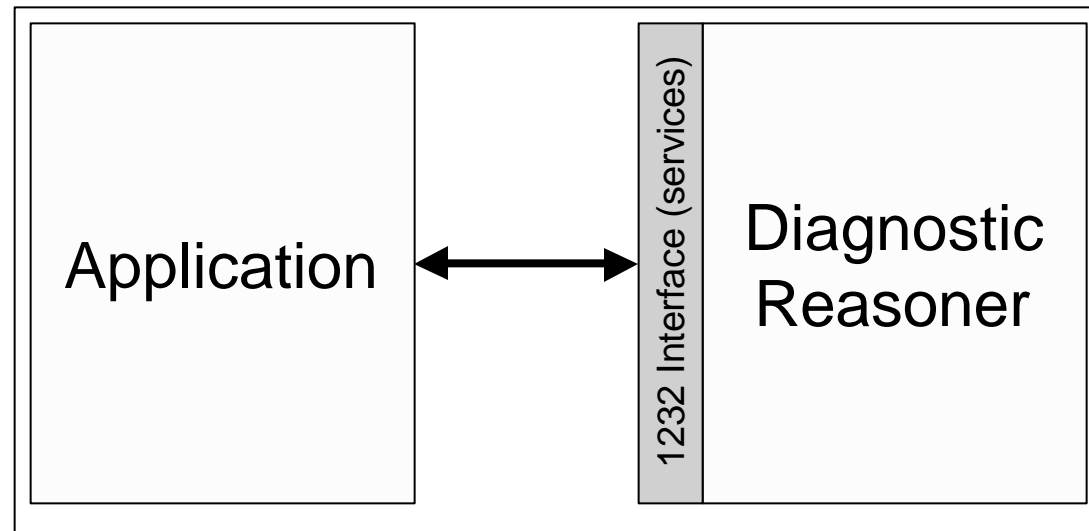 Application
1232 Interface (services)
Diagnostic
Reasoner